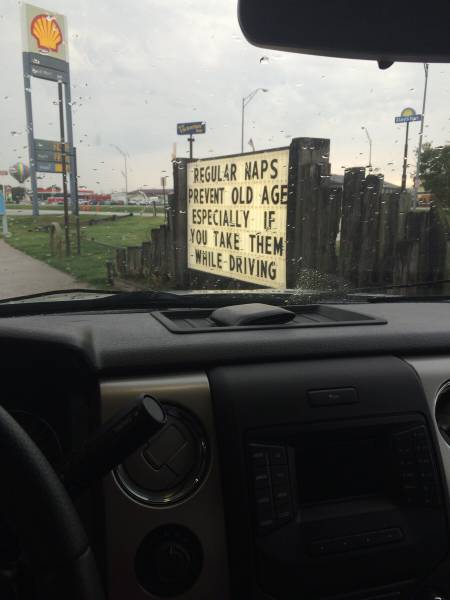 REGULAR NAPS
PREVENT OLD AGE
ESPECIALLY IF
YOU TAKE THEM
WHILE DRIVING